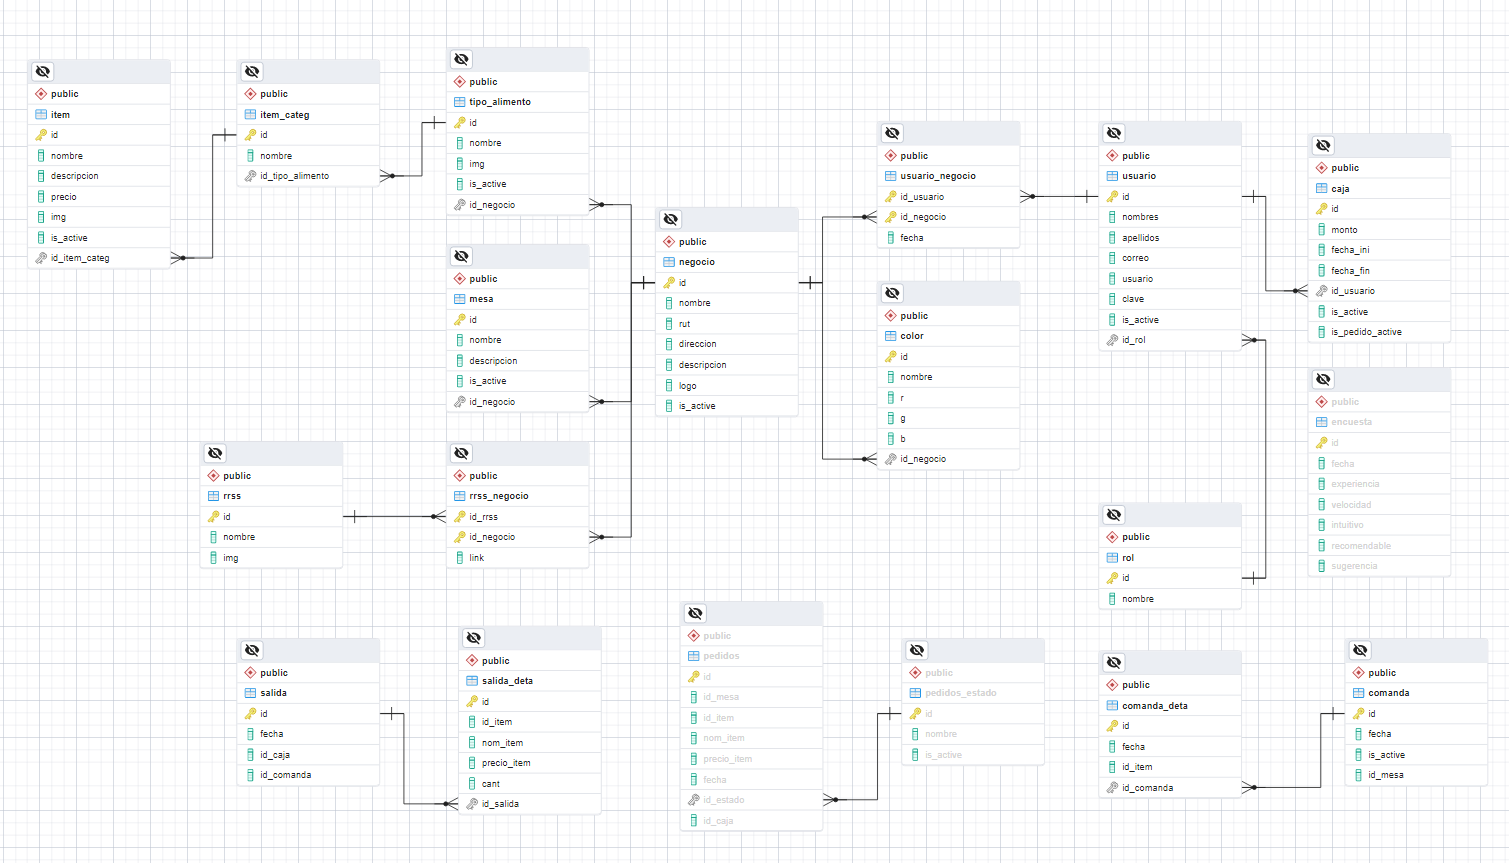 public
item
id
nombre
descripcion
precio
img
is_active
id_item_categ
public
item_categ
id
nombre
id_tipo_alimento
public
tipo_alimento
id
nombre
img
is_active
id_negocio
public
mesa
id
nombre
descripcion
is_active
id_negocio
public
negocio
id
nombre
rut
direccion
descripcion
logo
is_active
public
usuario_negocio
id_usuario
id_negocio
fecha
public
color
id
nombre
r
g
b
id_negocio
public
usuario
id
nombres
apellidos
correo
usuario
clave
is_active
id_rol
public
caja
id
monto
fecha_ini
fecha_fin
id_usuario
is_active
is_pedido_active
public
encuesta
id
fecha
experiencia
velocidad
intuitivo
recomendable
sugerencia
public
rrss
id
nombre
img
public
rrss_negocio
id_rrss
id_negocio
link
public
rol
id
nombre
public
salida
id
fecha
id_caja
id_comanda
public
salida_deta
id
id_item
nom_item
precio_item
cant
id_salida
public
pedidos
id
id_mesa
id_item
nom_item
precio_item
fecha
id_estado
id_caja
public
pedidos_estado
id
nombre
is_active
public
comanda_deta
id
fecha
id_item
id_comanda
public
comanda
id
fecha
is_active
id_mesa